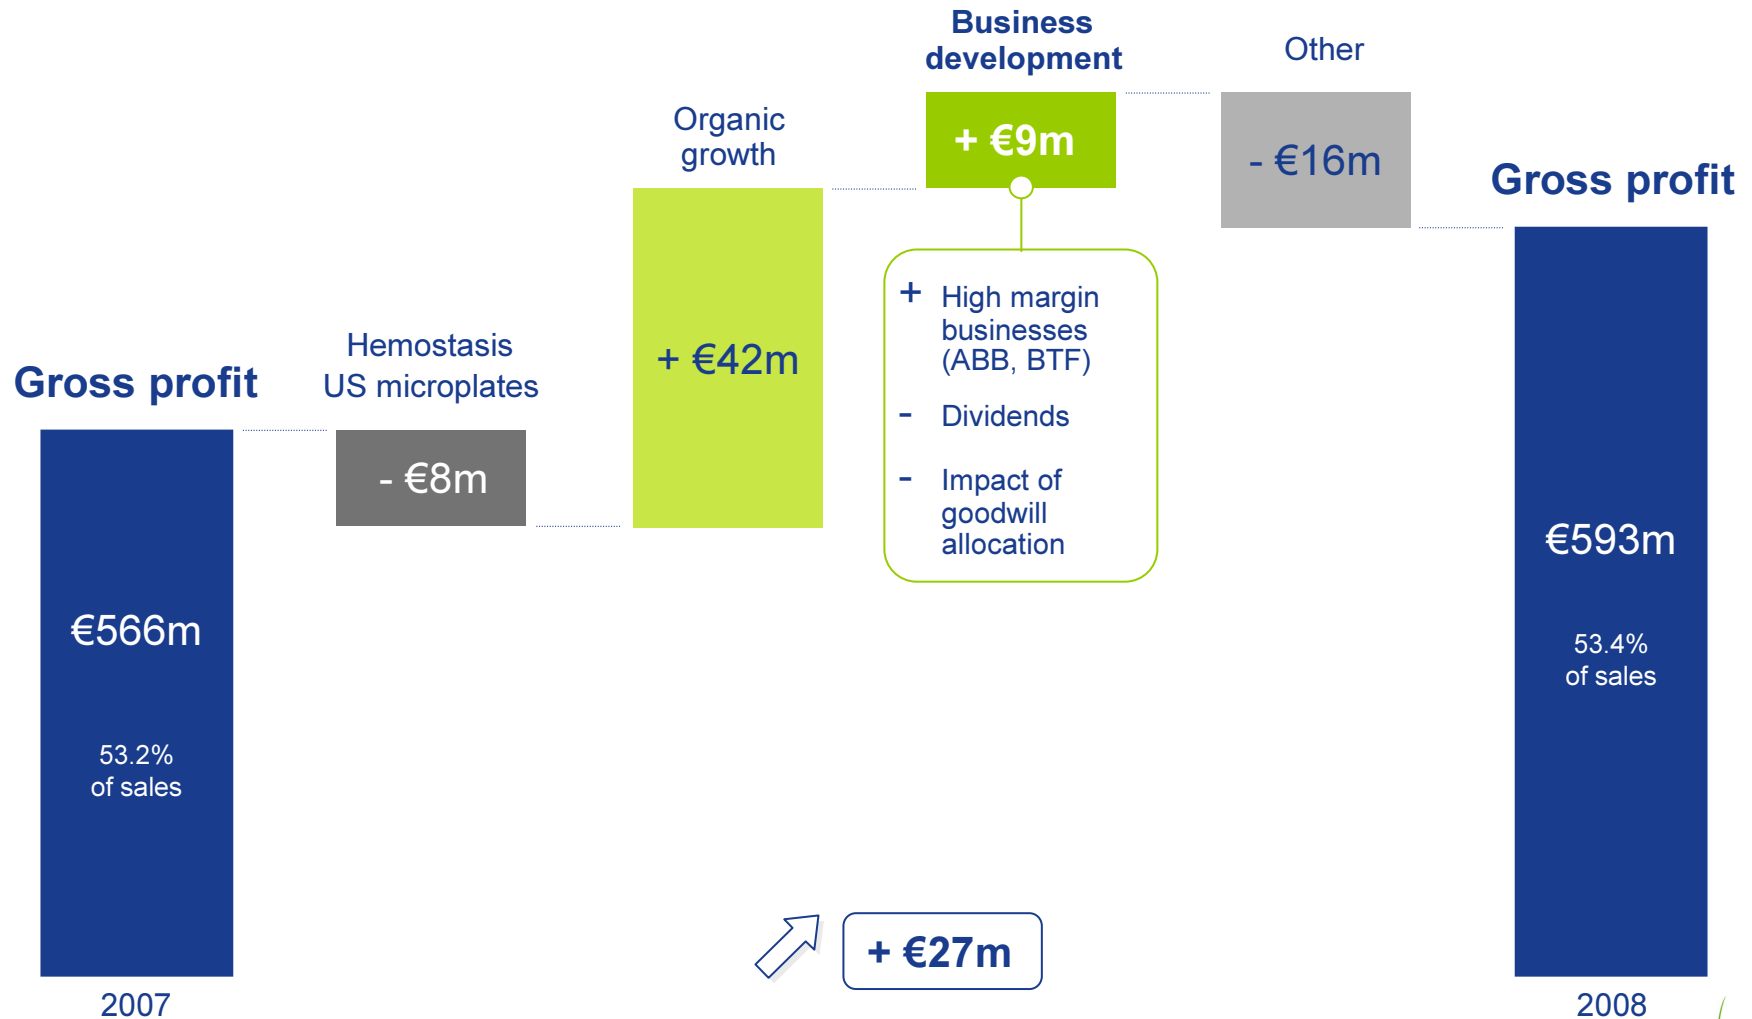 Gross profit
€566m
53.2%
of sales
2007
Hemostasis
US microplates
- €8m
Organic
growth
+ €42m
Business
development
+ €9m
+ High margin
businesses
(ABB, BTF)
- Dividends
- Impact of
goodwill
allocation
Other
- €16m
Gross profit
€593m
53.4%
of sales
2008
+ €27m